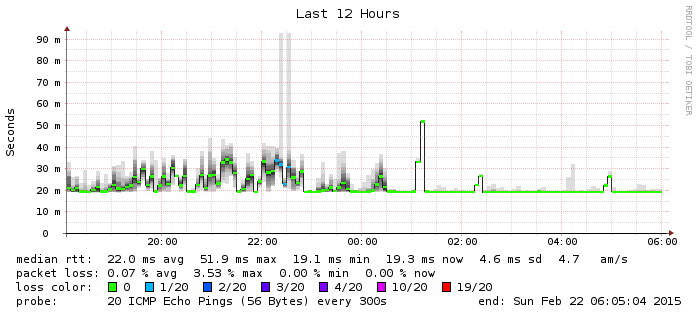 Last 12 Hours
RRDTOOL / TOBI OETIKER
Seconds
90 m
80 m
70 m
60 m
50 m
40 m
30 m
20 m
10 m
0
20:00 22:00 00:00 02:00 04:00 06:00
median rtt: 22.0 ms avg 51.9 ms max 19.1 ms min 19.3 ms now 4.6 ms sd 4.7 am/s
packet loss: 0.07 % avg 3.53 % max 0.00 % min 0.00 % now
loss color: 0 1/20 2/20 3/20 4/20 10/20 19/20
probe: 20 ICMP Echo Pings (56 Bytes) every 300s end: Sun Feb 22 06:05:04 2015